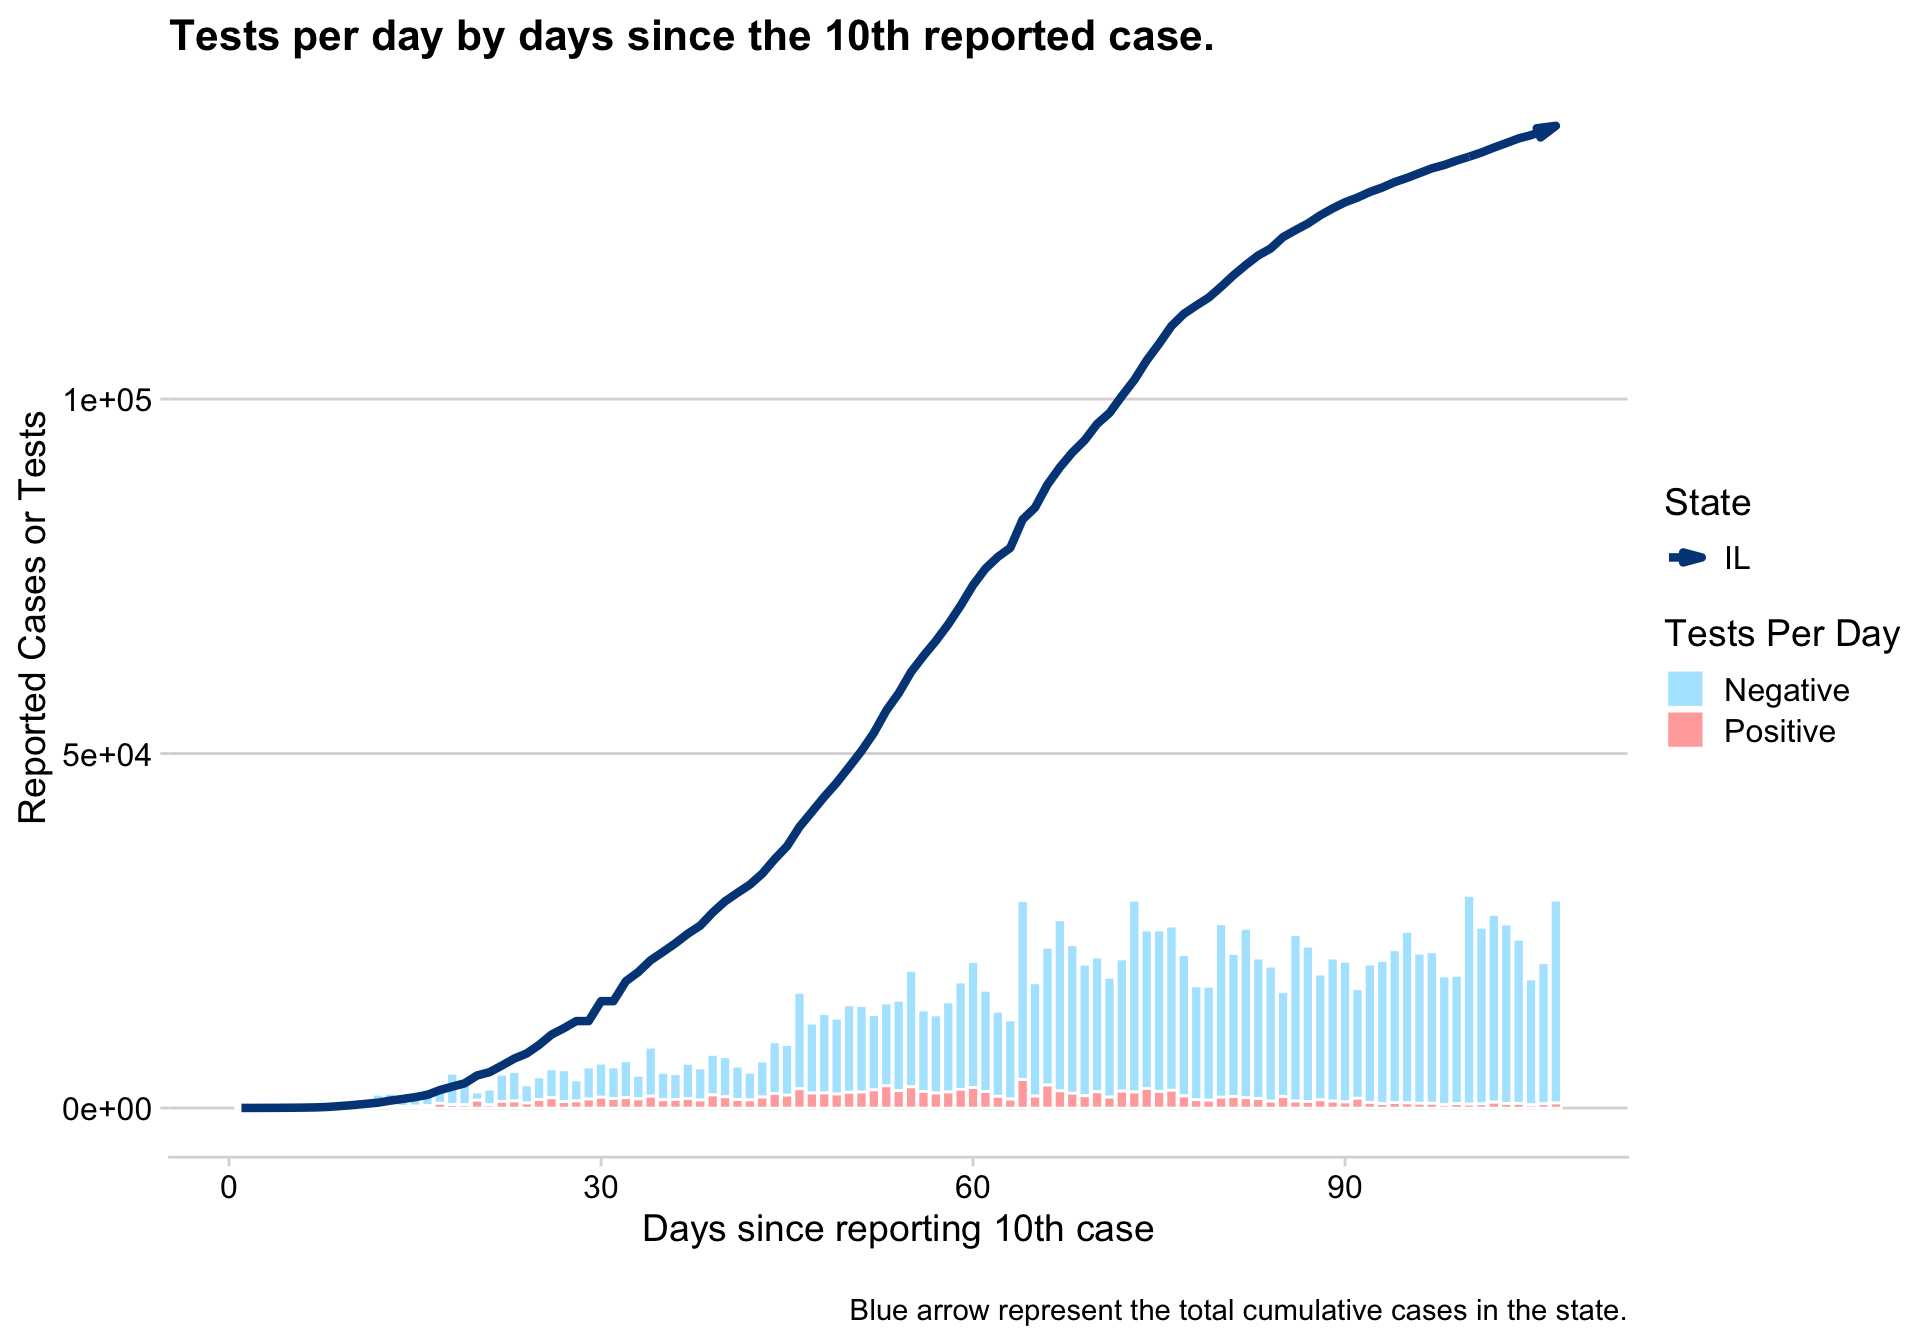 Tests per day by days since the 10th reported case.
Reported Cases or Tests
1e+05
5e+04
0e+00
0
30
60
90
Days since reporting 10th case
State
IL
Tests Per Day
Negative
Positive
Blue arrow represent the total cumulative cases in the state.